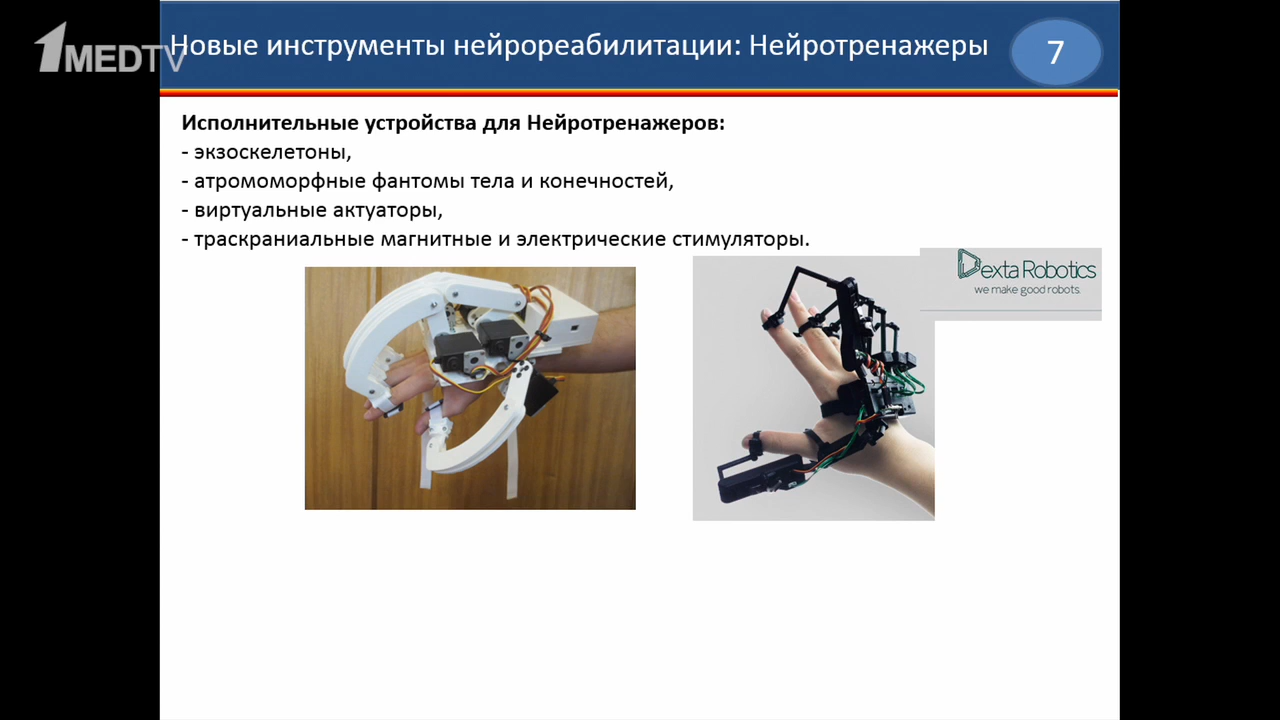 1MEDTV
Новые инструменты нейрореабилитации: Нейротренажеры
7
Исполнительные устройства для Нейротренажеров:
- экзоскелетоны,
- атромоморфные фантомы тела и конечностей,
- виртуальные актуаторы,
- траскраниальные магнитные и электрические стимуляторы.
Dexta Robotics
we make good robots.